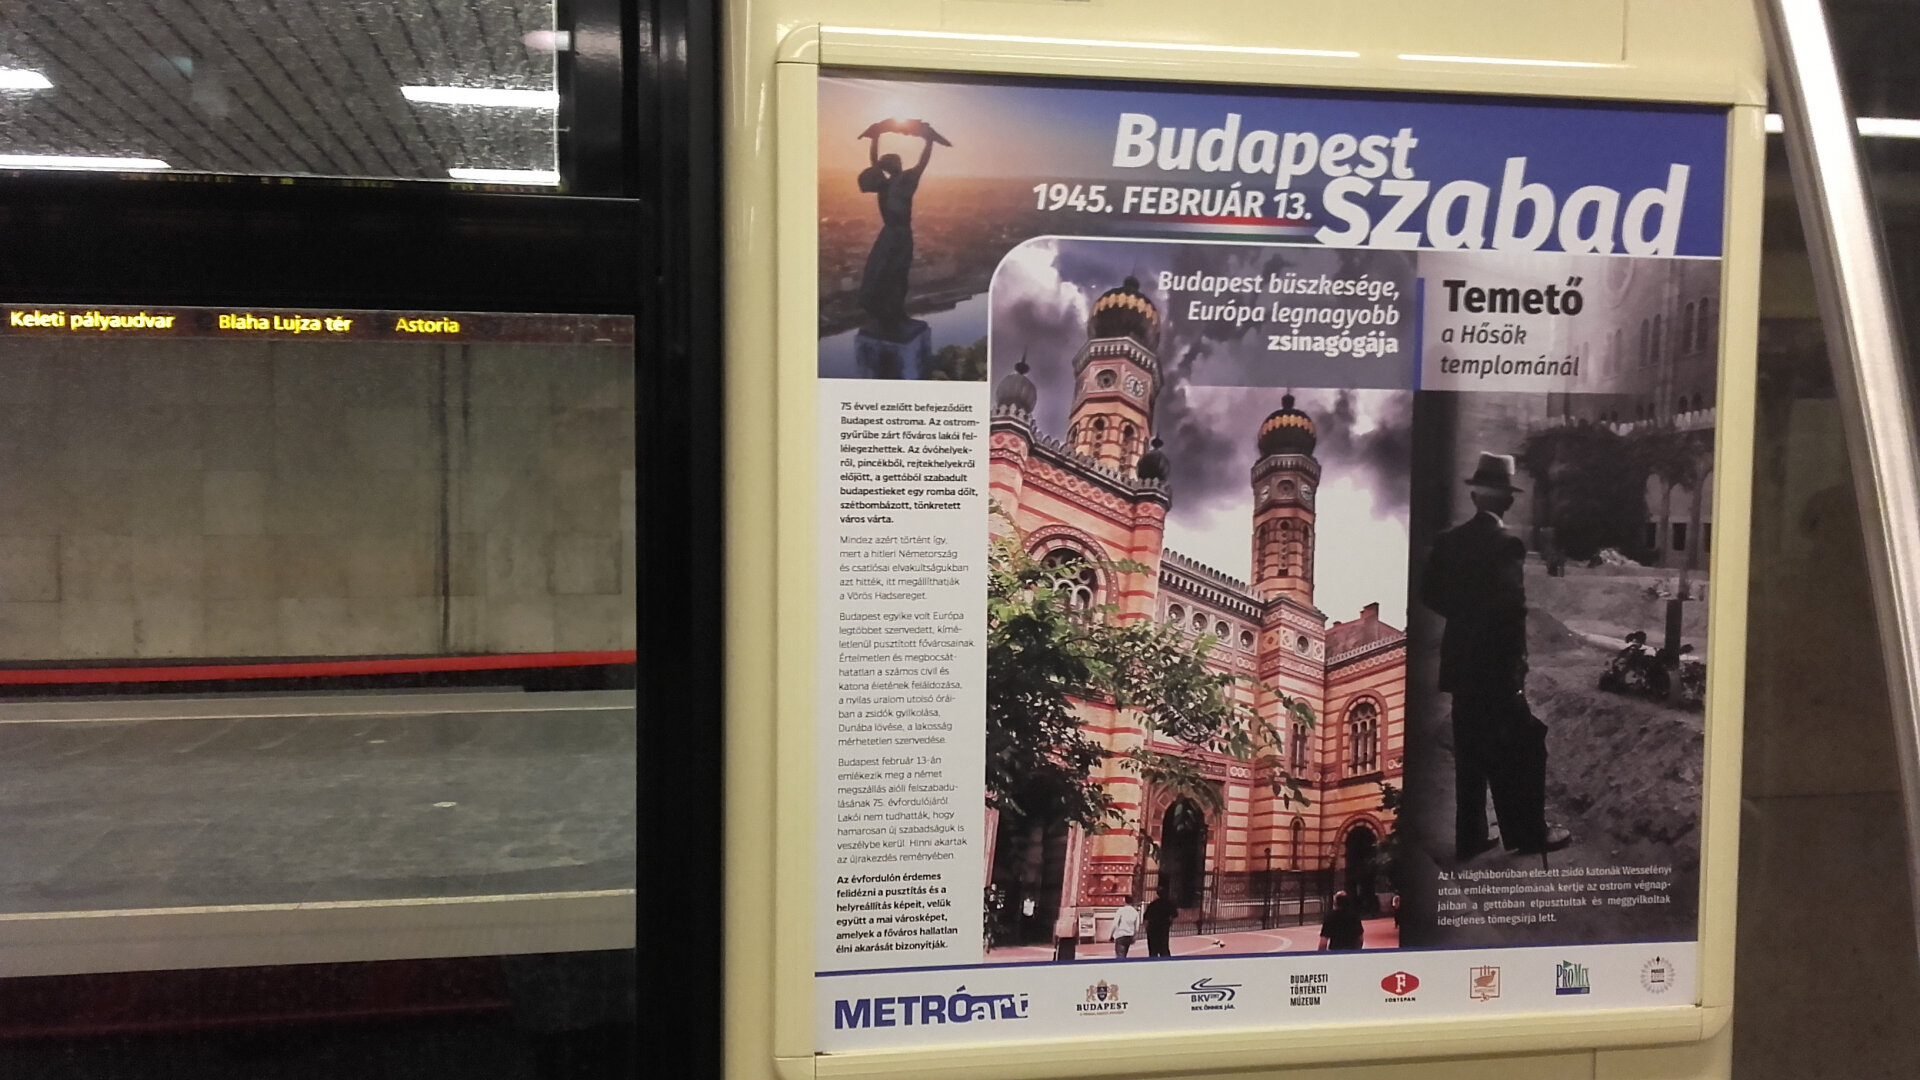 Keleti pályaudvar Blaha Lujza tér Astoria
Budapest
1945. FEBRUÁR 13. szabad
Budapest büszkesége,
Európa legnagyobb
zsinagógája
Temető
a Hősök
templománál
75 évvel ezelőtt befejeződött
Budapest ostroma. Az ostrom-
gyűrűbe zárt főváros lakói fel-
lélegezhettek. Az óvóhelyek-
ről, pincékből, rejtekhelyekről
előjött, a gettóból szabadult
budapestieket egy romba dőlt,
szétbombázott, tönkretett
város várta.
Mindez azért történt így,
mert a hitleri Németország
és csatlósai elvakultságukban
azt hitték, itt megállíthatják
a Vörös Hadsereget.
Budapest egyike volt Európa
legtöbbet szenvedett, kímé-
letlenül pusztított fővárosainak.
Értelmetlen és megbocsát-
hatatlan a számos civil és
katona életének feláldozása,
a nyilas uralom utolsó órái-
ban a zsidók gyilkolása,
Dunába lövése, a lakosság
mérhetetlen szenvedése.
Budapest február 13-án
emlékezik meg a német
megszállás alóli felszabadu-
lásának 75. évfordulójáról.
Lakói nem tudhatták, hogy
hamarosan új szabadságuk is
veszélybe kerül. Hinni akartak
az újrakezdés reményében.
Az évfordulón érdemes
felidézni a pusztítás és a
helyreállítás képeit, velük
együtt a mai városképet,
amelyek a főváros hallatlan
élni akarását bizonyítják.
Az I. világháborúban elesett zsidó katonák Wesselényi
utcai emléktemplomának kertje az ostrom végnap-
jaiban a gettóban elpusztultak és meggyilkoltak
ideiglenes tömegsírja lett.
METRÓart
BUDAPEST
BKV
BUDAPESTI
TÖRTÉNETI
MÚZEUM
F
FORTEPAN
PROMIX